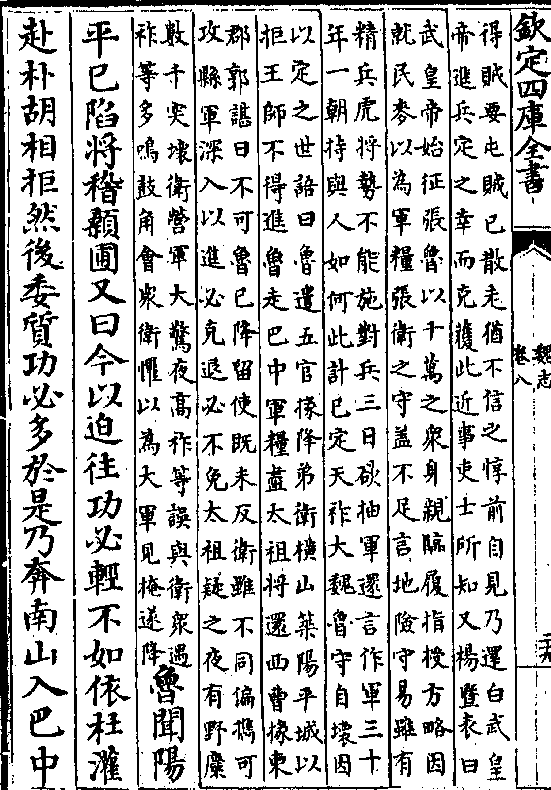 欽定四庫全書
魏志
卷八
得賊要屯賊已散走猶不信之惇前自見乃還白武皇
帝進兵定之幸而克獲此近事吏士所知又楊曁表曰
武皇帝始征張魯以千萬之衆身親臨履指授方略因
就民麥以為軍糧張衛之守蓋不足言地險守易雖有
精兵虎將勢不能施對兵三日欲抽軍還言作軍三十
年一朝持與人如何此計已定天祚大魏魯守自壞因
以定之世語曰魯遣五官掾降弟衛橫山築陽平城以
拒王師不得進魯走巴中軍糧盡太祖將還西曹掾東
郡郭諶曰不可魯已降留使既未反衛雖不同偏攜可
攻縣軍深入以進必克退必不免太祖疑之夜有野麋
數千突壞衛營軍大驚夜高祚等誤與衛衆遇
祚等多鳴鼓角會衆衛懼以為大軍見掩遂降
魯聞陽
平已陷將稽顙圃又曰今以迫往功必輕不如依杜灌
赴朴胡相拒然後委質功必多於是乃奔南山入巴中